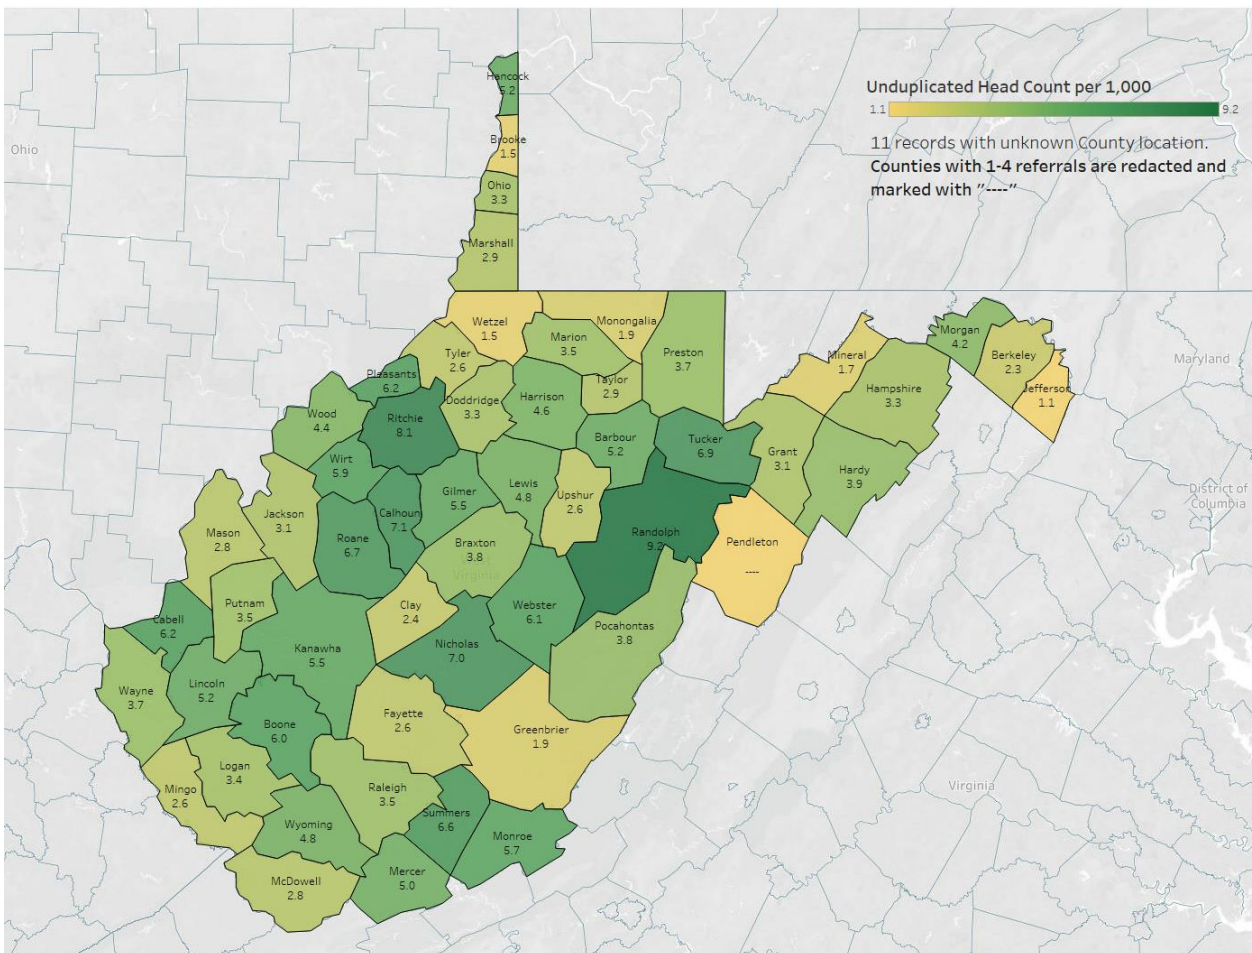 Hancock
5.2
Unduplicated Head Count per 1,000
1.1 9.2
11 records with unknown County location.
Counties with 1-4 referrals are redacted and
marked with "----"
Ohio
Brooke
1.5
Ohio
3.3
Marshall
2.9
Wetzel
1.5
Monongalia
1.9
Marion
3.5
Preston
3.7
Morgan
4.2
Berkeley
2.3
Maryland
Mineral
1.7
Tyler
2.6
Pleasants
6.2
Taylor
2.9
Hampshire
3.3
Jefferson
1.1
Doddridge
3.3
Harrison
4.6
Wood
4.4
Ritchie
8.1
Barbour
5.2
Tucker
6.9
Grant
3.1
Hardy
3.9
Wirt
5.9
Lewis
4.8
Gilmer
5.5
Upshur
2.6
District of
Columbia
Calhoun
7.1
Jackson
3.1
Mason
2.8
Roane
6.7
Randolph
9.2
Braxton
3.8
Virginia
Pendleton
----
Putnam
3.5
Clay
2.4
Webster
6.1
Cabell
6.2
Pocahontas
3.8
Kanawha
5.5
Nicholas
7.0
Wayne
3.7
Lincoln
5.2
Boone
6.0
Fayette
2.6
Greenbrier
1.9
Logan
3.4
Mingo
2.6
Raleigh
3.5
Virginia
Summers
6.6
Wyoming
4.8
Monroe
5.7
Mercer
5.0
McDowell
2.8